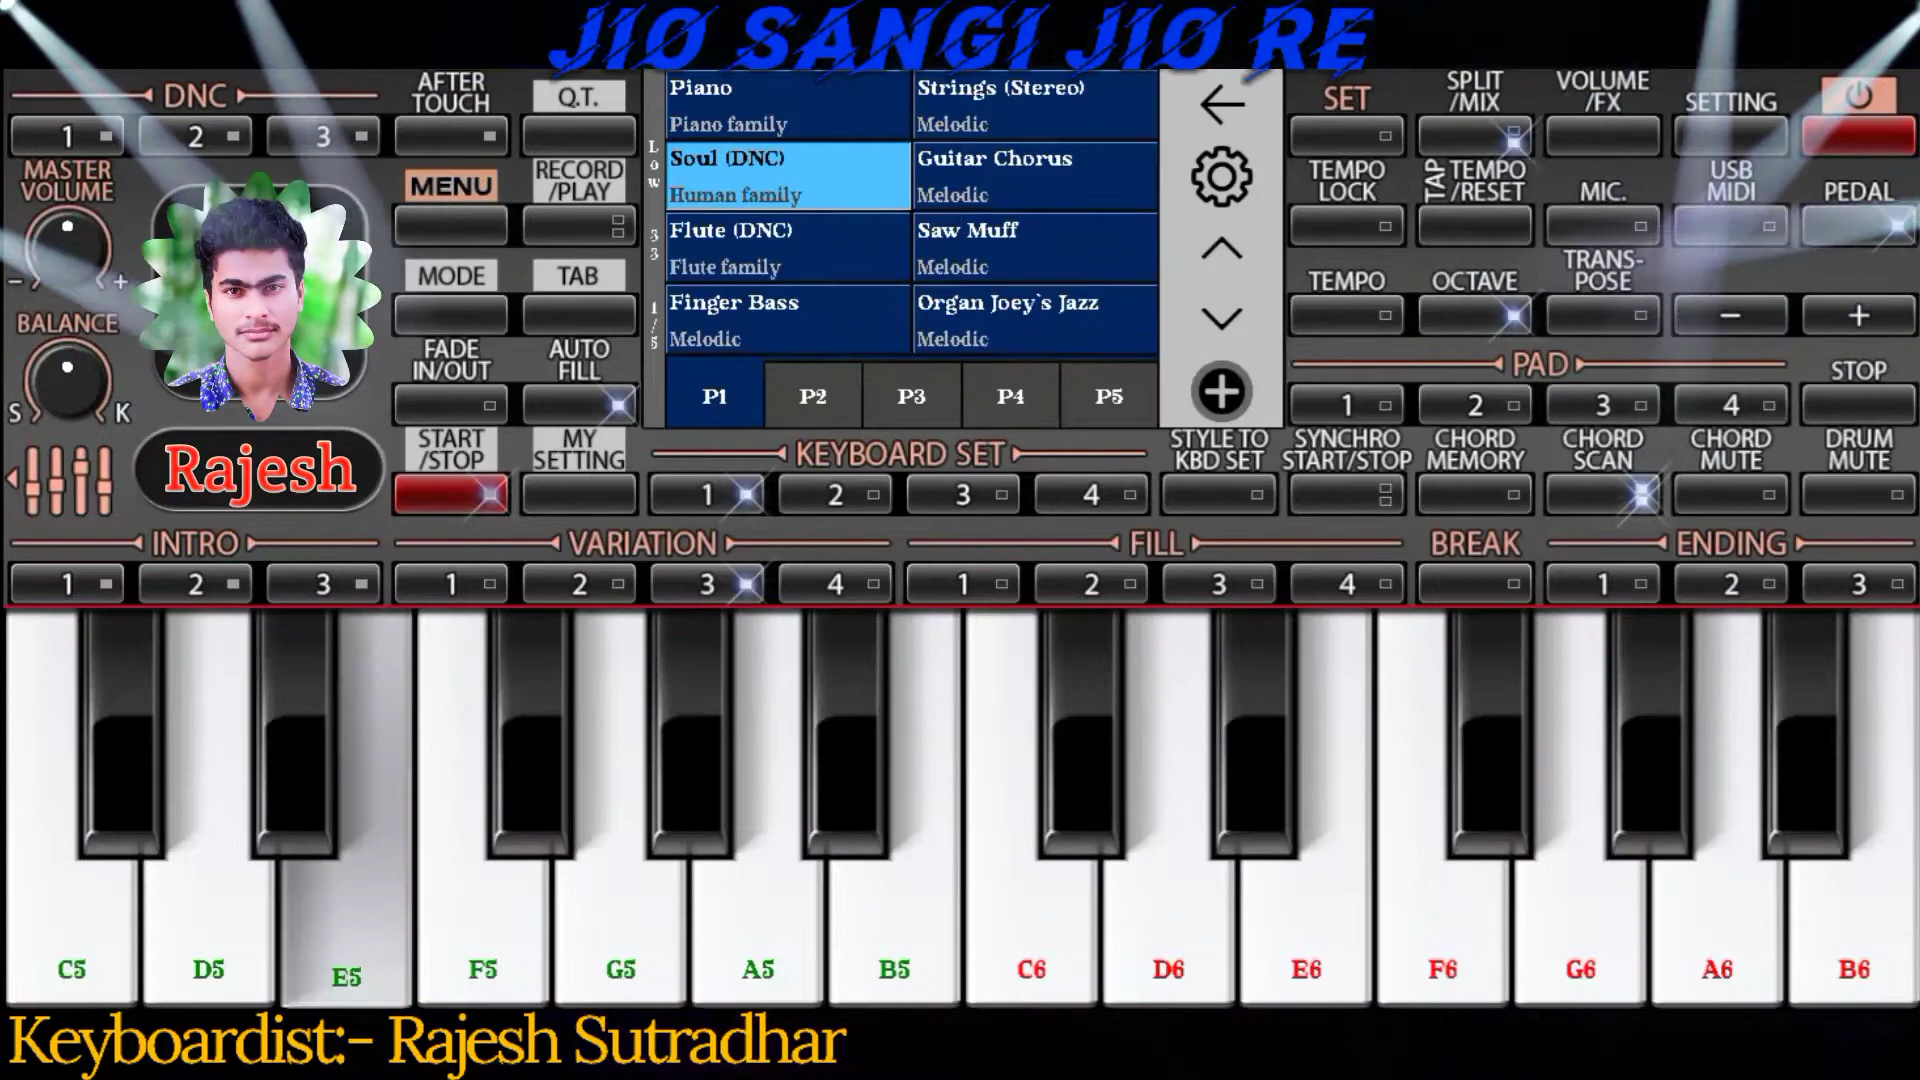 JIO SANGI JIO RE
DNC
AFTER
TOUCH
Q.T.
1 2 3
MASTER
VOLUME
MENU
RECORD
/PLAY
- +
MODE
TAB
BALANCE
FADE
IN/OUT
AUTO
FILL
S K
START
/STOP
MY
SETTING
Rajesh
Low
33
1/5
Piano
Piano family
Strings (Stereo)
Melodic
Soul (DNC)
Human family
Guitar Chorus
Melodic
Flute (DNC)
Flute family
Saw Muff
Melodic
Finger Bass
Melodic
Organ Joey`s Jazz
Melodic
P1 P2 P3 P4 P5
SET
SPLIT
/MIX
VOLUME
/FX
SETTING
TEMPO
LOCK
TAP TEMPO
/RESET
MIC.
USB
MIDI
PEDAL
TEMPO
OCTAVE
TRANS-
POSE
- +
PAD
STOP
1 2 3 4
KEYBOARD SET
1 2 3 4
STYLE TO
KBD SET
SYNCHRO
START/STOP
CHORD
MEMORY
CHORD
SCAN
CHORD
MUTE
DRUM
MUTE
INTRO
VARIATION
FILL
BREAK
ENDING
1 2 3 1 2 3 4 1 2 3 4 1 2 3
C5 D5 E5 F5 G5 A5 B5 C6 D6 E6 F6 G6 A6 B6
Keyboardist:- Rajesh Sutradhar